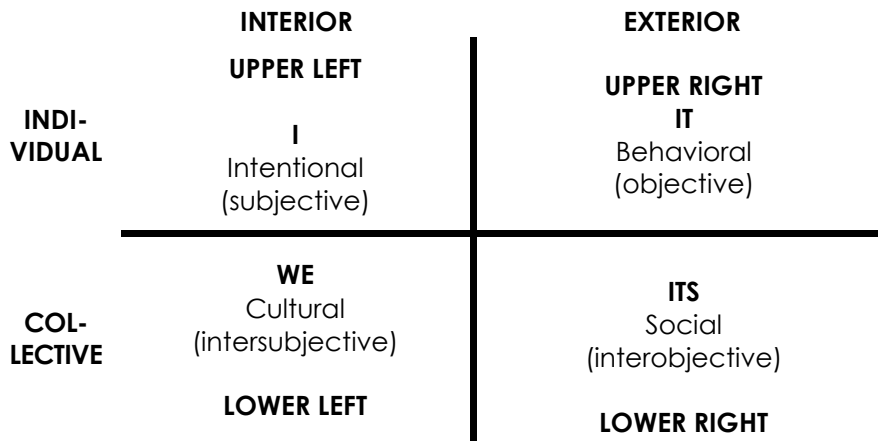 INTERIOR
EXTERIOR
UPPER LEFT
UPPER RIGHT
INDI-
VIDUAL
I
Intentional
(subjective)
IT
Behavioral
(objective)
COL-
LECTIVE
WE
Cultural
(intersubjective)
ITS
Social
(interobjective)
LOWER LEFT
LOWER RIGHT